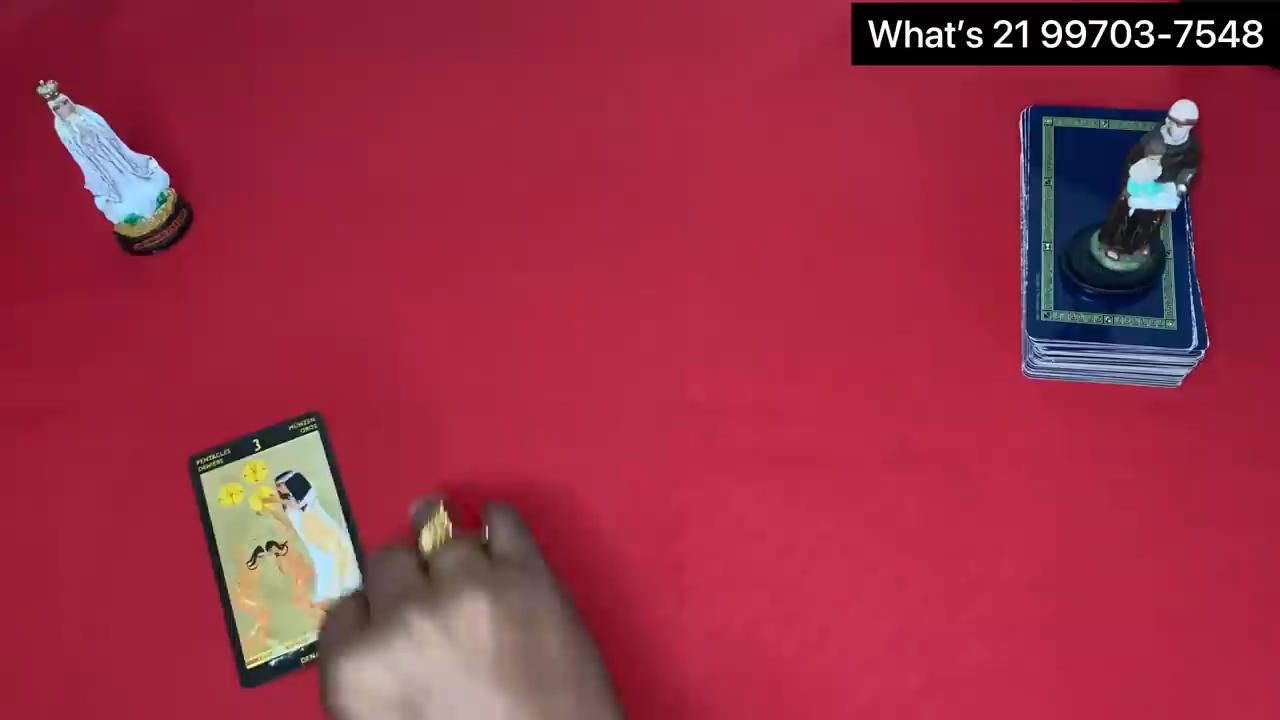 What's 21 99703-7548
PENTACLES
DENIERS
3
MÜNZEN
OROS